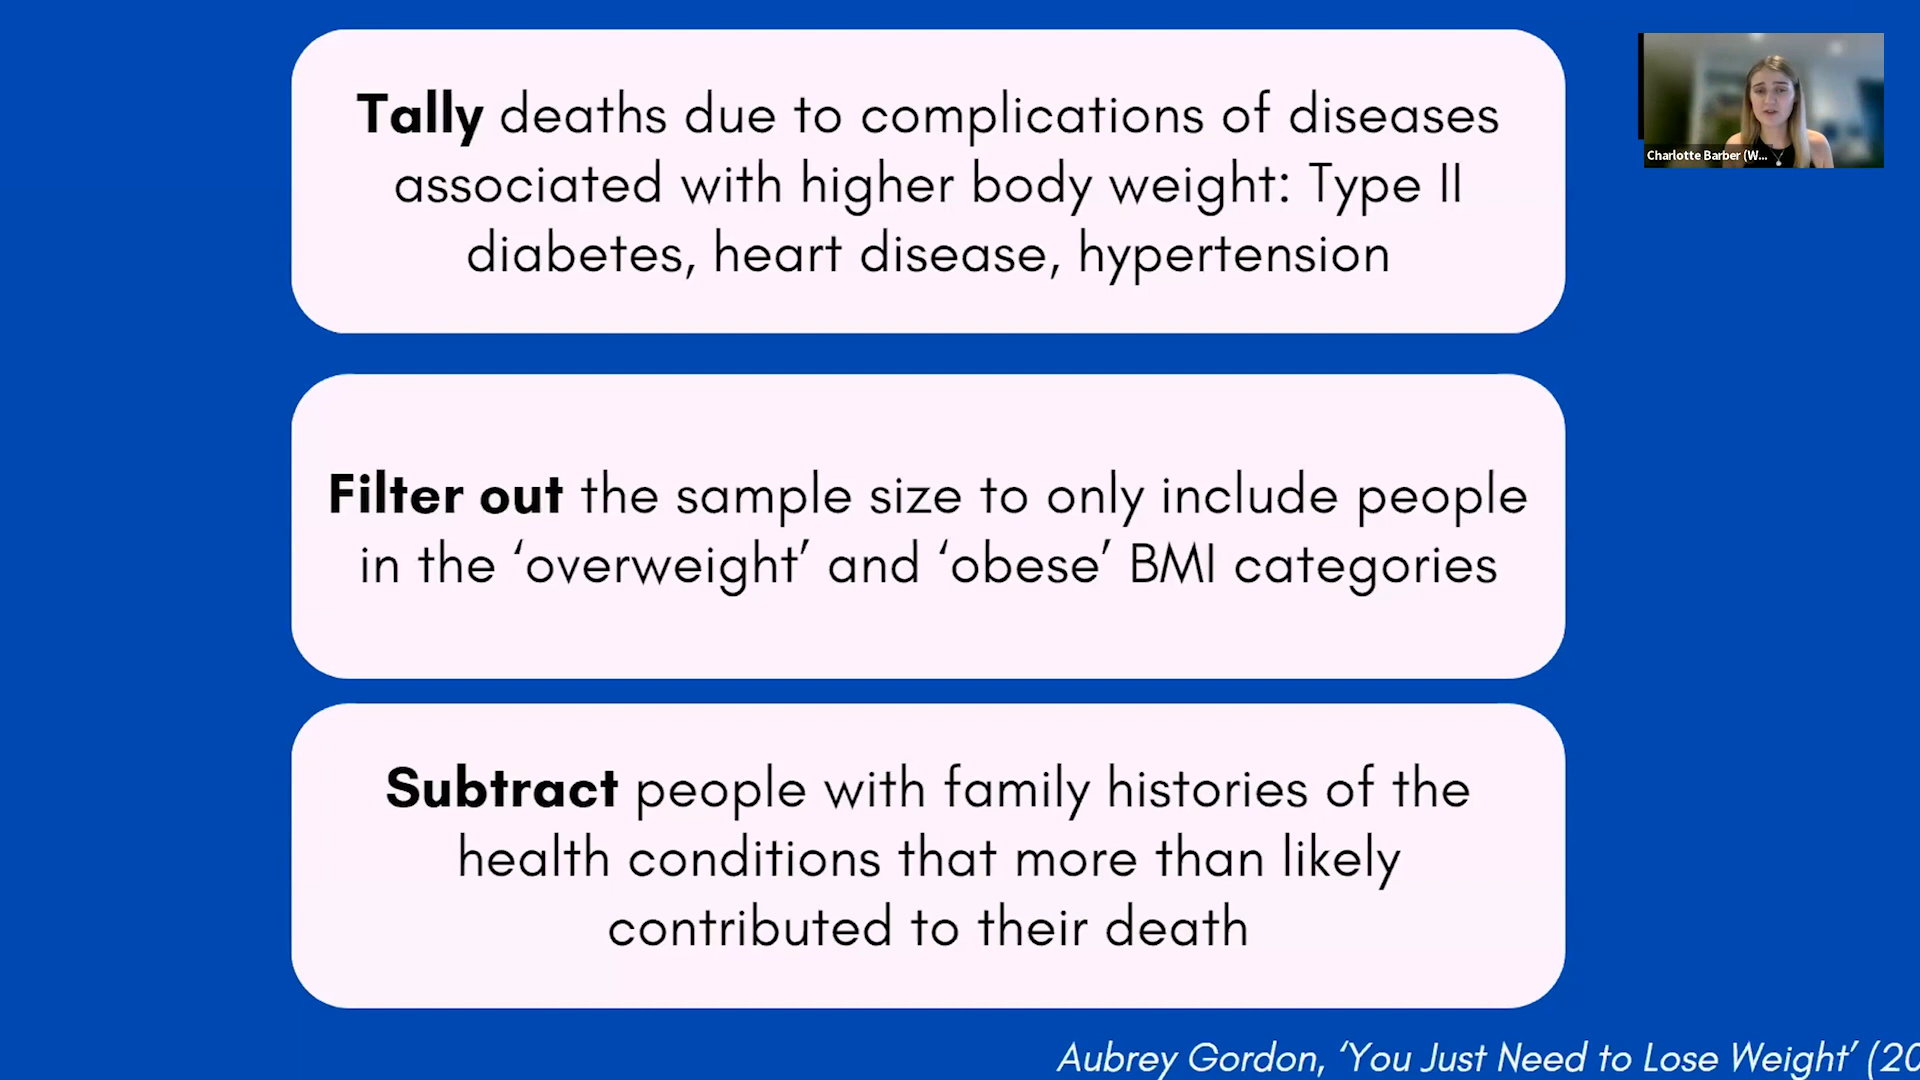 Tally deaths due to complications of diseases
associated with higher body weight: Type II
diabetes, heart disease, hypertension
Charlotte Barber (W...
Filter out the sample size to only include people
in the ‘overweight’ and ‘obese’ BMI categories
Subtract people with family histories of the
health conditions that more than likely
contributed to their death
Aubrey Gordon, ‘You Just Need to Lose Weight’ (20